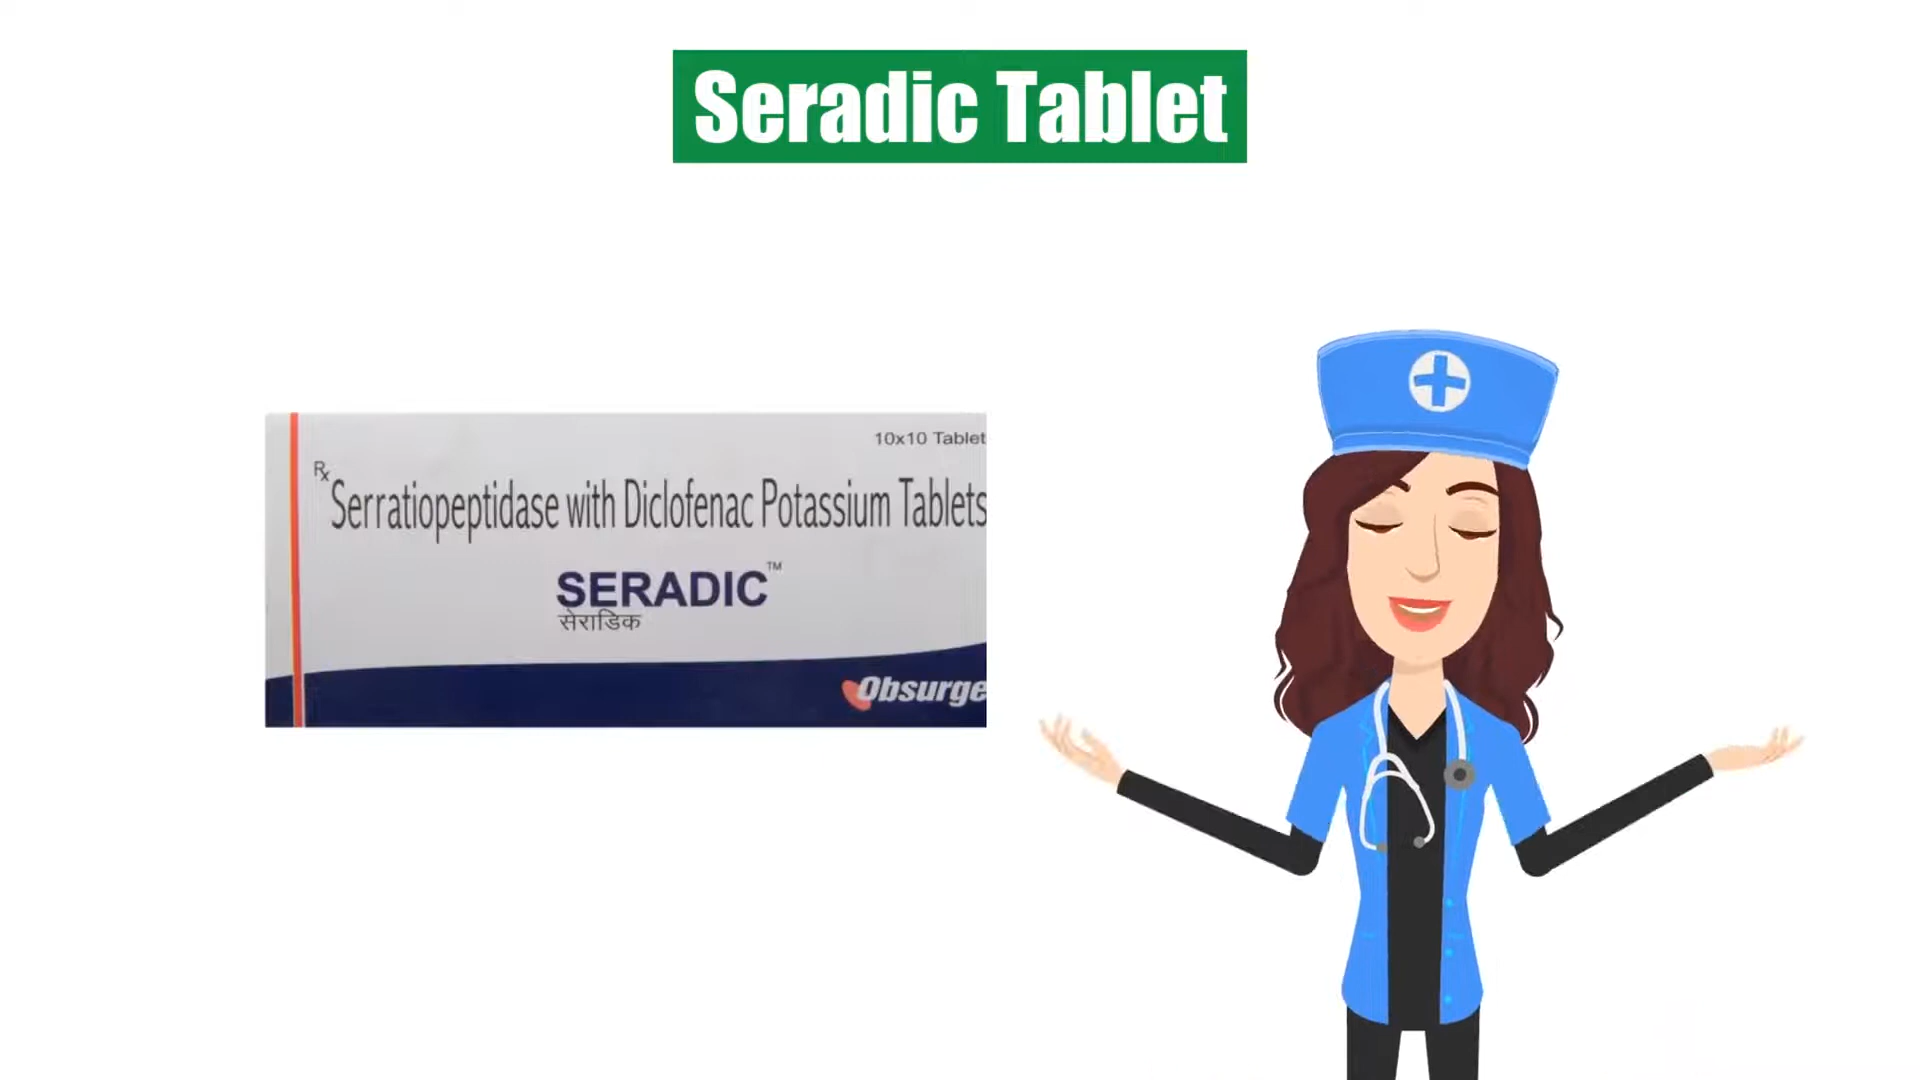 Seradic Tablet
10x10 Tablet
Rx
Serratiopeptidase with Diclofenac Potassium Tablets
SERADIC™
सेराडिक
Obsurge